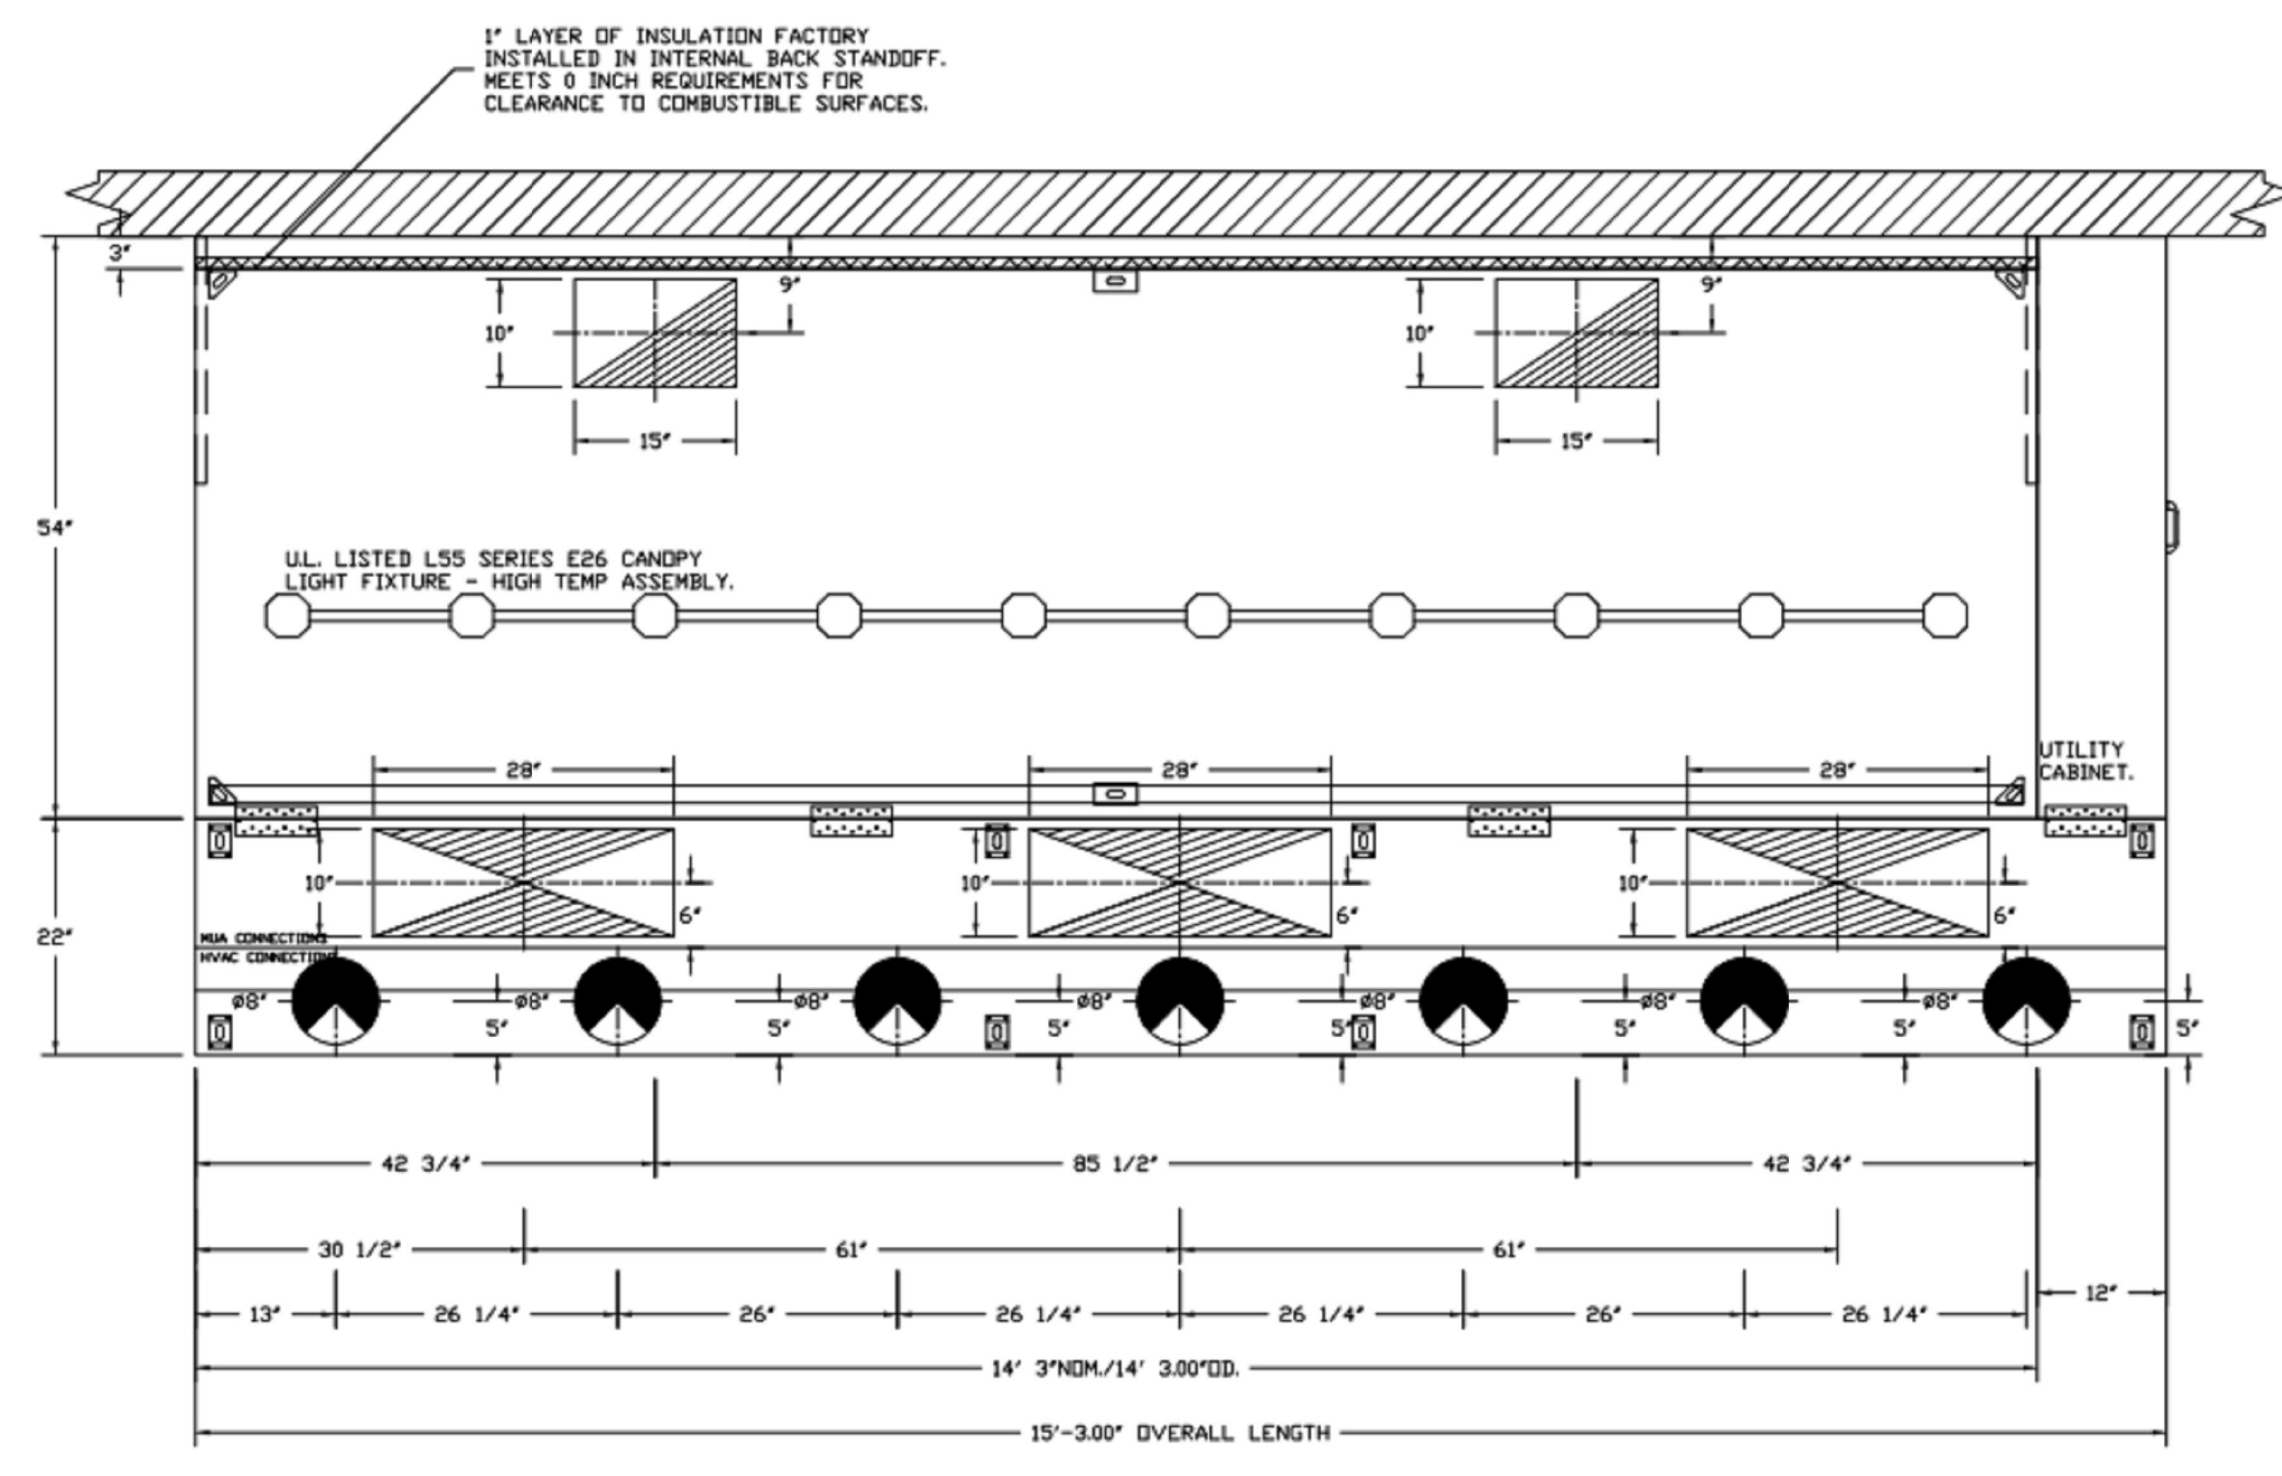 1" LAYER OF INSULATION FACTORY
INSTALLED IN INTERNAL BACK STANDOFF.
MEETS 0 INCH REQUIREMENTS FOR
CLEARANCE TO COMBUSTIBLE SURFACES.
3"
9"
9"
10"
10"
15"
15"
54"
U.L. LISTED L55 SERIES E26 CANOPY
LIGHT FIXTURE - HIGH TEMP ASSEMBLY.
UTILITY
CABINET.
28"
28"
28"
10"
10"
10"
6"
6"
6"
22"
MUA CONNECTIONS
HVAC CONNECTION
ø8"
ø8"
ø8"
ø8"
ø8"
ø8"
ø8"
5"
5"
5"
5"
5"
5"
5"
42 3/4"
85 1/2"
42 3/4"
30 1/2"
61"
61"
12"
13"
26 1/4"
26"
26 1/4"
26 1/4"
26"
26 1/4"
14' 3"NOM./14' 3.00"OD.
15'-3.00" OVERALL LENGTH